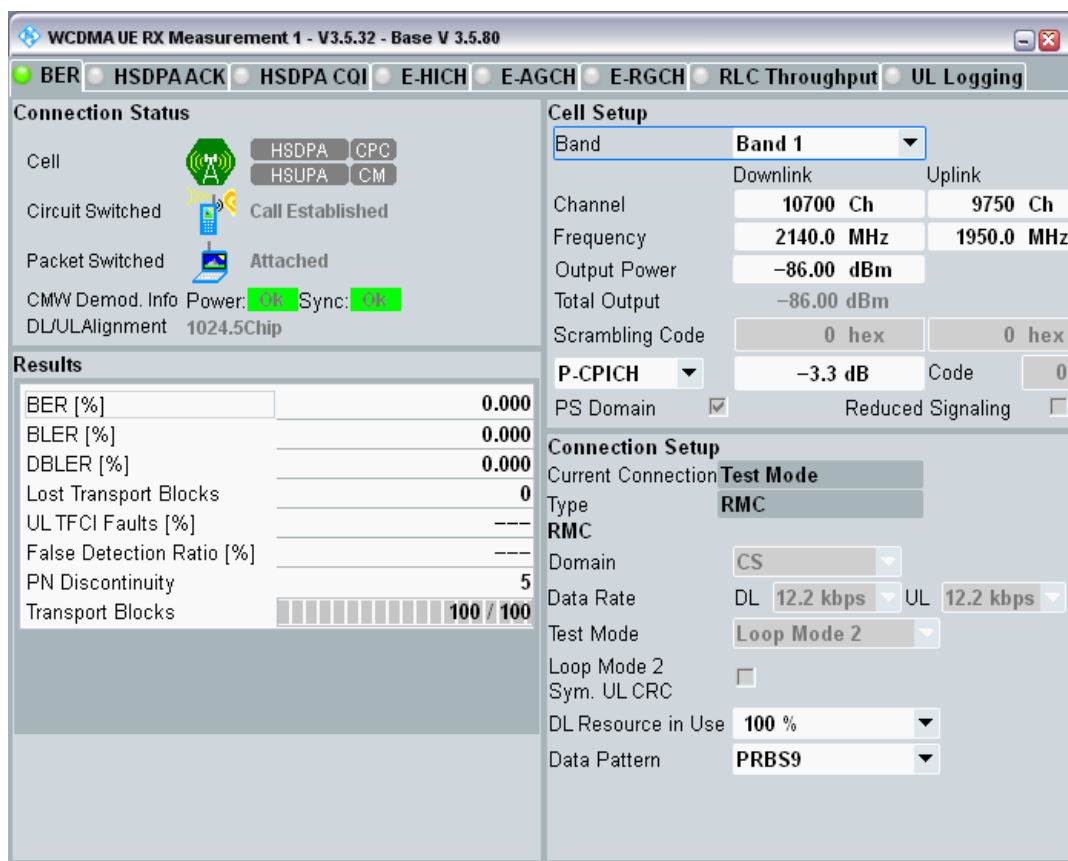 WCDMA UE RX Measurement 1 - V3.5.32 - Base V 3.5.80
BER HSDPA ACK HSDPA CQI E-HICH E-AGCH E-RGCH RLC Throughput UL Logging
Connection Status
Cell HSDPA CPC
HSUPA CM
Circuit Switched Call Established
Packet Switched Attached
CMW Demod. Info Power: Ok Sync: Ok
DL/UL Alignment 1024.5Chip
Results
BER [%] 0.000
BLER [%] 0.000
DBLER [%] 0.000
Lost Transport Blocks 0
UL TFCI Faults [%] ---
False Detection Ratio [%] ---
PN Discontinuity 5
Transport Blocks 100 / 100
Cell Setup
Band Band 1
Downlink Uplink
Channel 10700 Ch 9750 Ch
Frequency 2140.0 MHz 1950.0 MHz
Output Power −86.00 dBm
Total Output −86.00 dBm
Scrambling Code 0 hex 0 hex
P-CPICH −3.3 dB Code 0
PS Domain Reduced Signaling
Connection Setup
Current Connection Test Mode
Type RMC
RMC
Domain CS
Data Rate DL 12.2 kbps UL 12.2 kbps
Test Mode Loop Mode 2
Loop Mode 2
Sym. UL CRC
DL Resource in Use 100 %
Data Pattern PRBS9